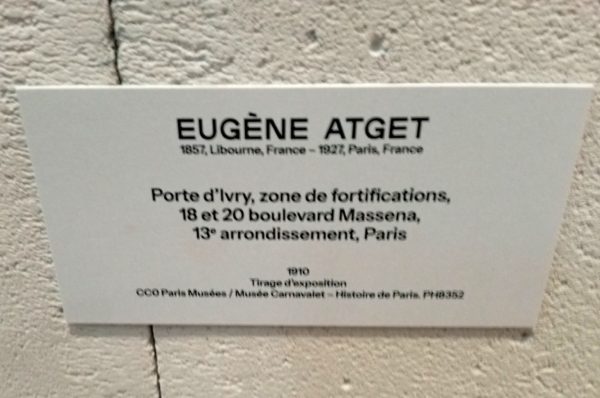 EUGÈNE ATGET
1857, Libourne, France – 1927, Paris, France
Porte d'Ivry, zone de fortifications,
18 et 20 boulevard Massena,
13e arrondissement, Paris
1910
Tirage d'exposition
CC0 Paris Musées / Musée Carnavalet – Histoire de Paris. PH8352